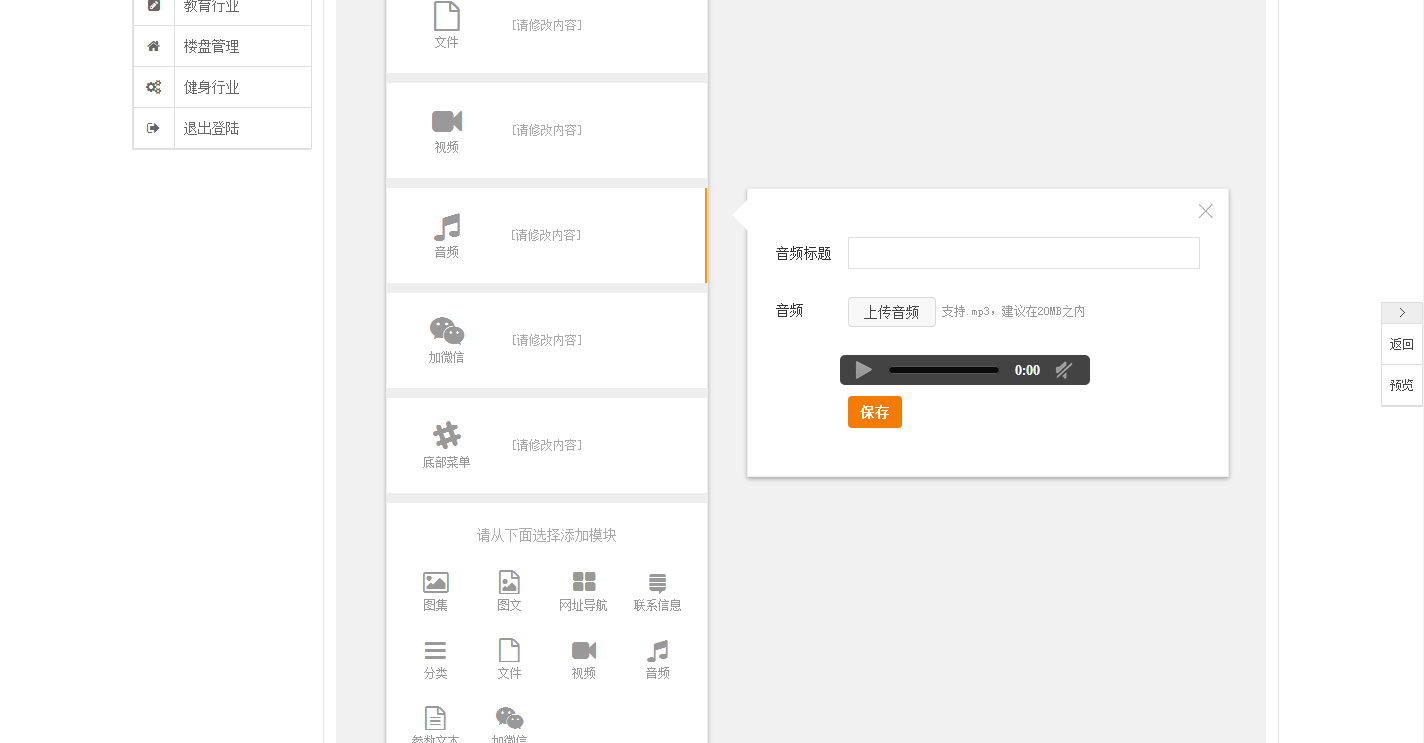 教育行业
楼盘管理
健身行业
退出登陆
文件
[请修改内容]
视频
[请修改内容]
音频
[请修改内容]
加微信
[请修改内容]
底部菜单
[请修改内容]
请从下面选择添加模块
图集
图文
网址导航
联系信息
分类
文件
视频
音频
参数文本
加微信
音频标题
音频
上传音频
支持.mp3，建议在20MB之内
0:00
保存
返回
预览